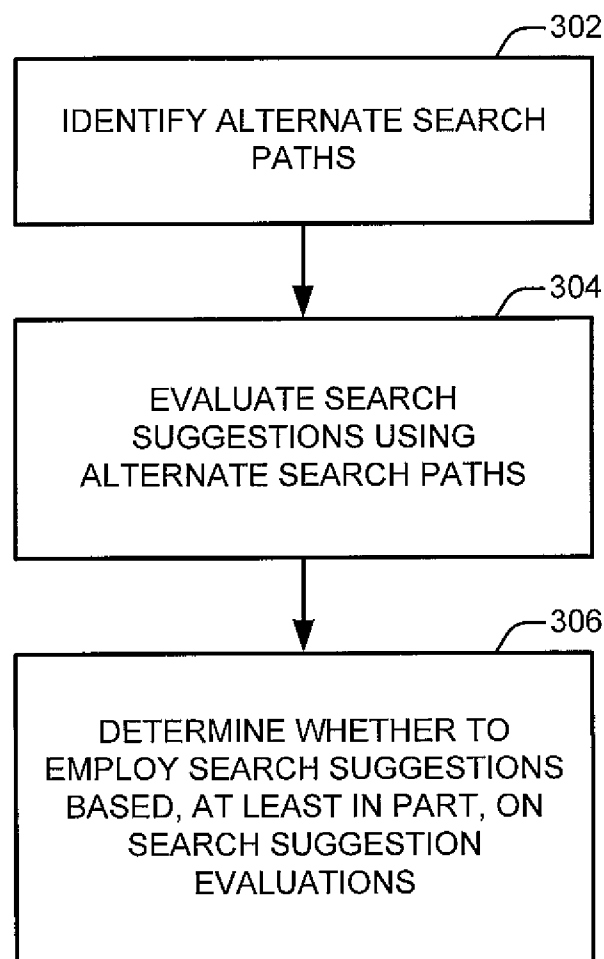 302
IDENTIFY ALTERNATE SEARCH
PATHS
304
EVALUATE SEARCH
SUGGESTIONS USING
ALTERNATE SEARCH PATHS
306
DETERMINE WHETHER TO
EMPLOY SEARCH SUGGESTIONS
BASED, AT LEAST IN PART, ON
SEARCH SUGGESTION
EVALUATIONS